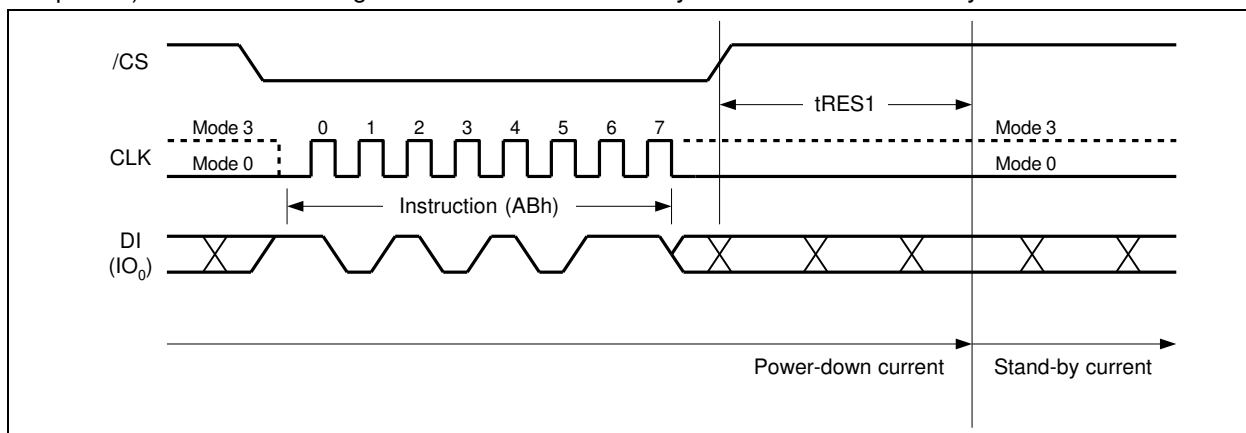 /CS
tRES1
Mode 3 0 1 2 3 4 5 6 7 Mode 3
CLK
Mode 0 Mode 0
Instruction (ABh)
DI
(IO0)
Power-down current Stand-by current